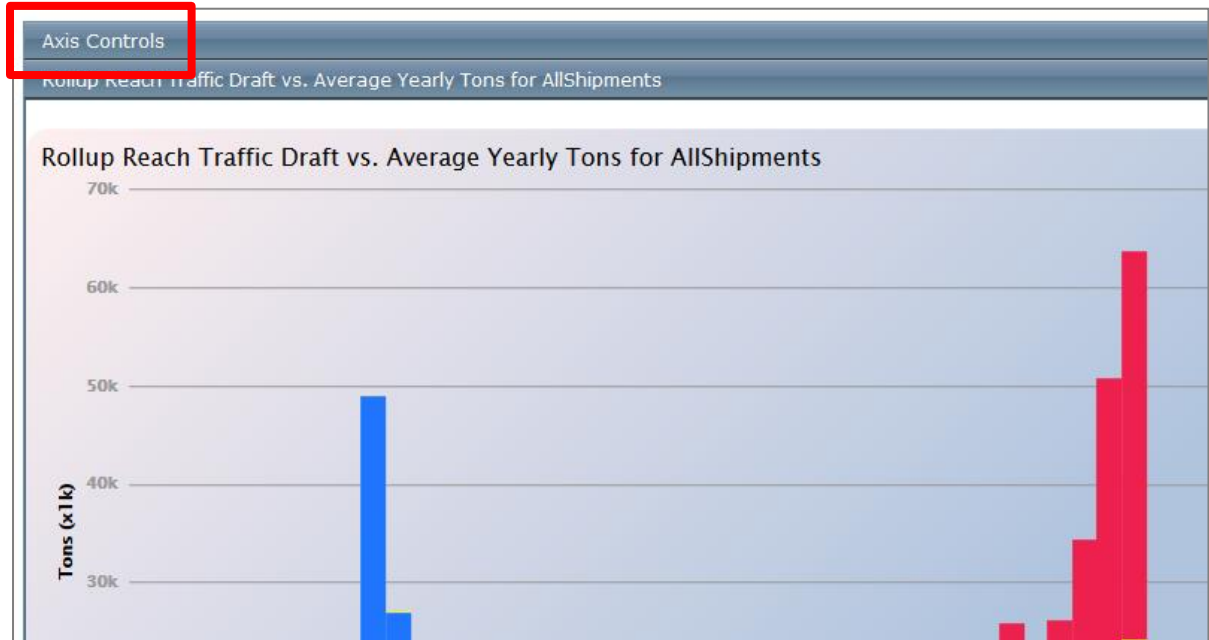 Axis Controls
Rollup Reach Traffic Draft vs. Average Yearly Tons for AllShipments
Rollup Reach Traffic Draft vs. Average Yearly Tons for AllShipments
70k
60k
50k
40k
Tons (x1k)
30k